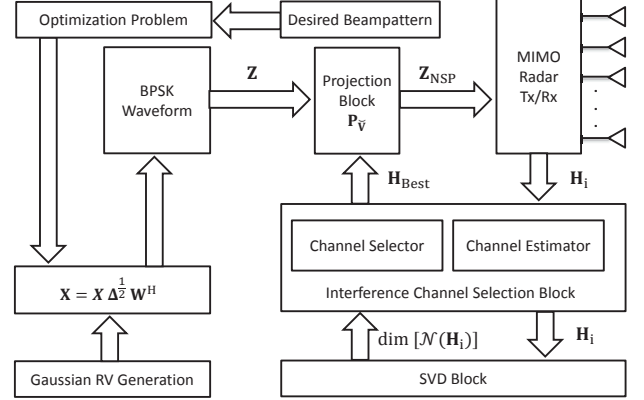 Optimization Problem
Desired Beampattern
BPSK
Waveform
Z
Projection
Block
P_V̆
Z_NSP
MIMO
Radar
Tx/Rx
H_Best
H_i
Channel Selector
Channel Estimator
Interference Channel Selection Block
X = X Δ^{1/2} W^H
dim [𝒩(H_i)]
H_i
Gaussian RV Generation
SVD Block